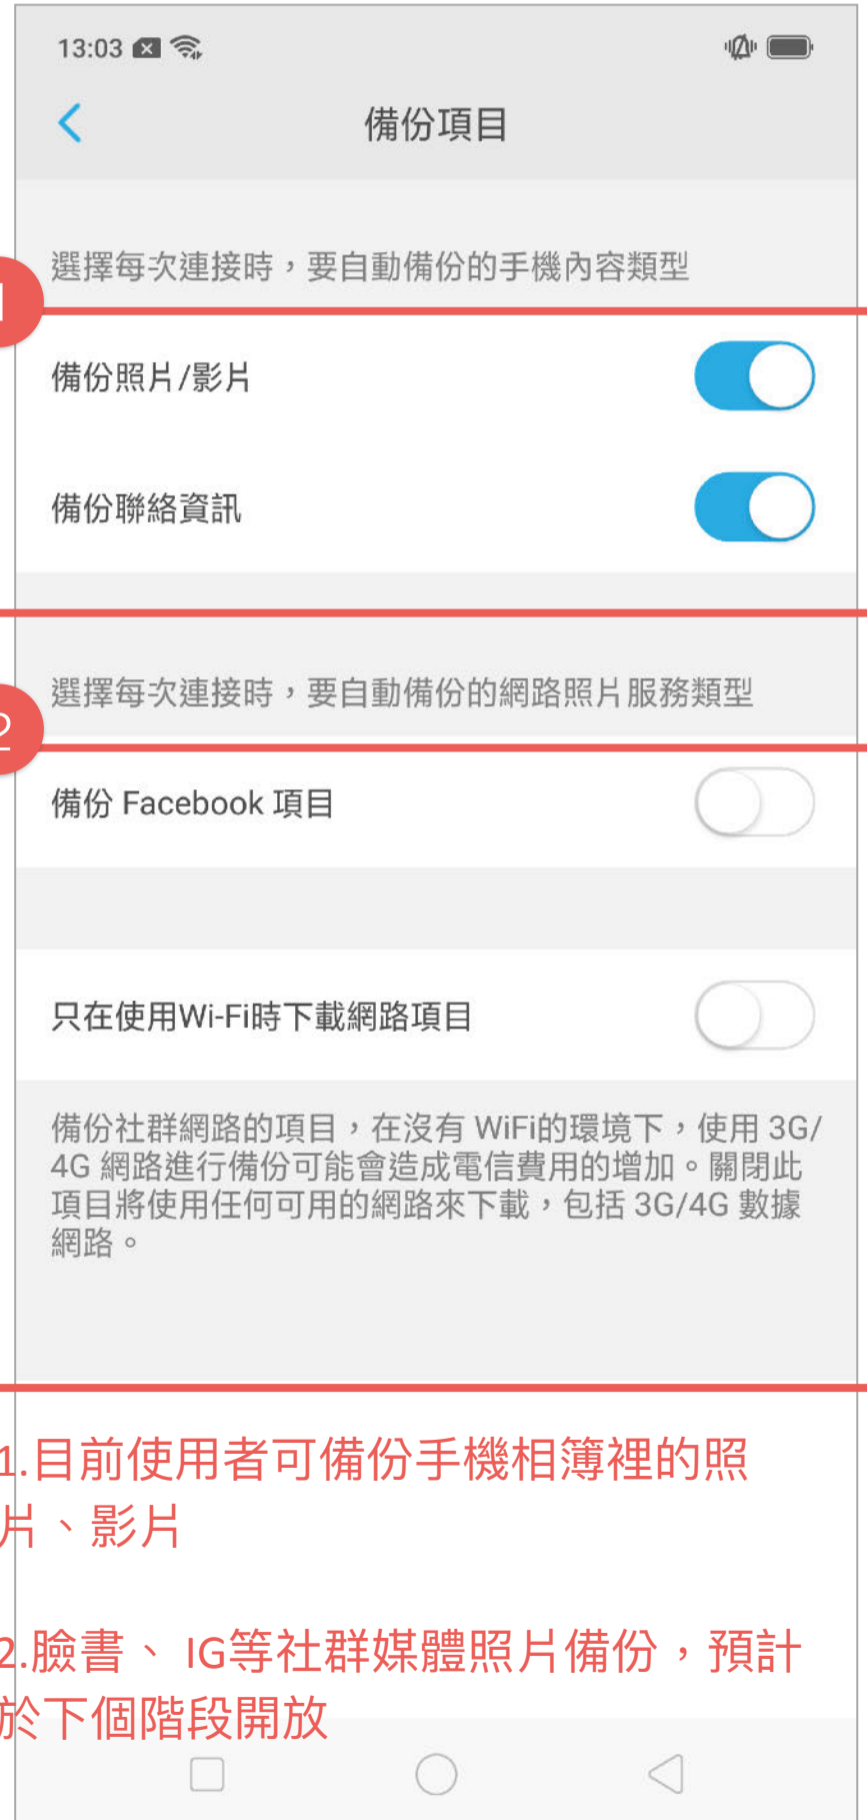 13:03
備份項目
選擇每次連接時，要自動備份的手機內容類型
1
備份照片/影片
備份聯絡資訊
選擇每次連接時，要自動備份的網路照片服務類型
2
備份 Facebook 項目
只在使用Wi-Fi時下載網路項目
備份社群網路的項目，在沒有 WiFi的環境下，使用 3G/
4G 網路進行備份可能會造成電信費用的增加。關閉此
項目將使用任何可用的網路來下載，包括 3G/4G 數據
網路。
1.目前使用者可備份手機相簿裡的照
片、影片
2.臉書、 IG等社群媒體照片備份，預計
於下個階段開放